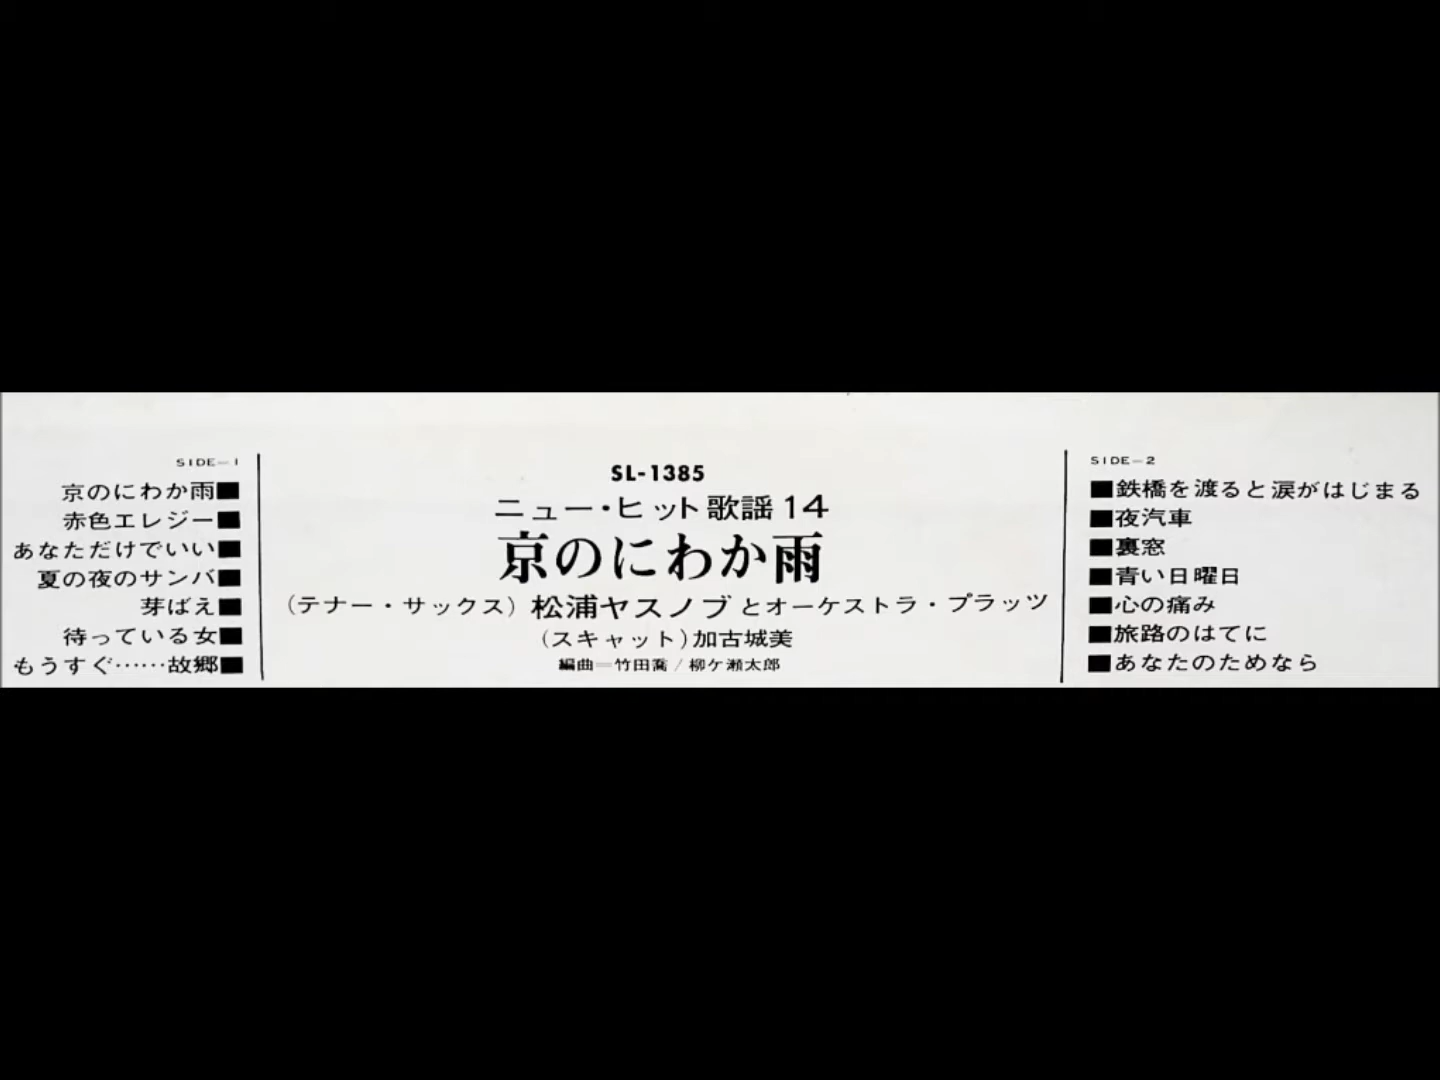 SIDE-1
京のにわか雨■
赤色エレジー■
あなただけでいい■
夏の夜のサンバ■
芽ばえ■
待っている女■
もうすぐ……故郷■
SL-1385
ニュー・ヒット歌謡14
京のにわか雨
(テナー・サックス) 松浦ヤスノブとオーケストラ・プラッツ
(スキャット)加古城美
編曲=竹田喬/柳ケ瀬太郎
SIDE-2
■鉄橋を渡ると涙がはじまる
■夜汽車
■裏窓
■青い日曜日
■心の痛み
■旅路のはてに
■あなたのためなら